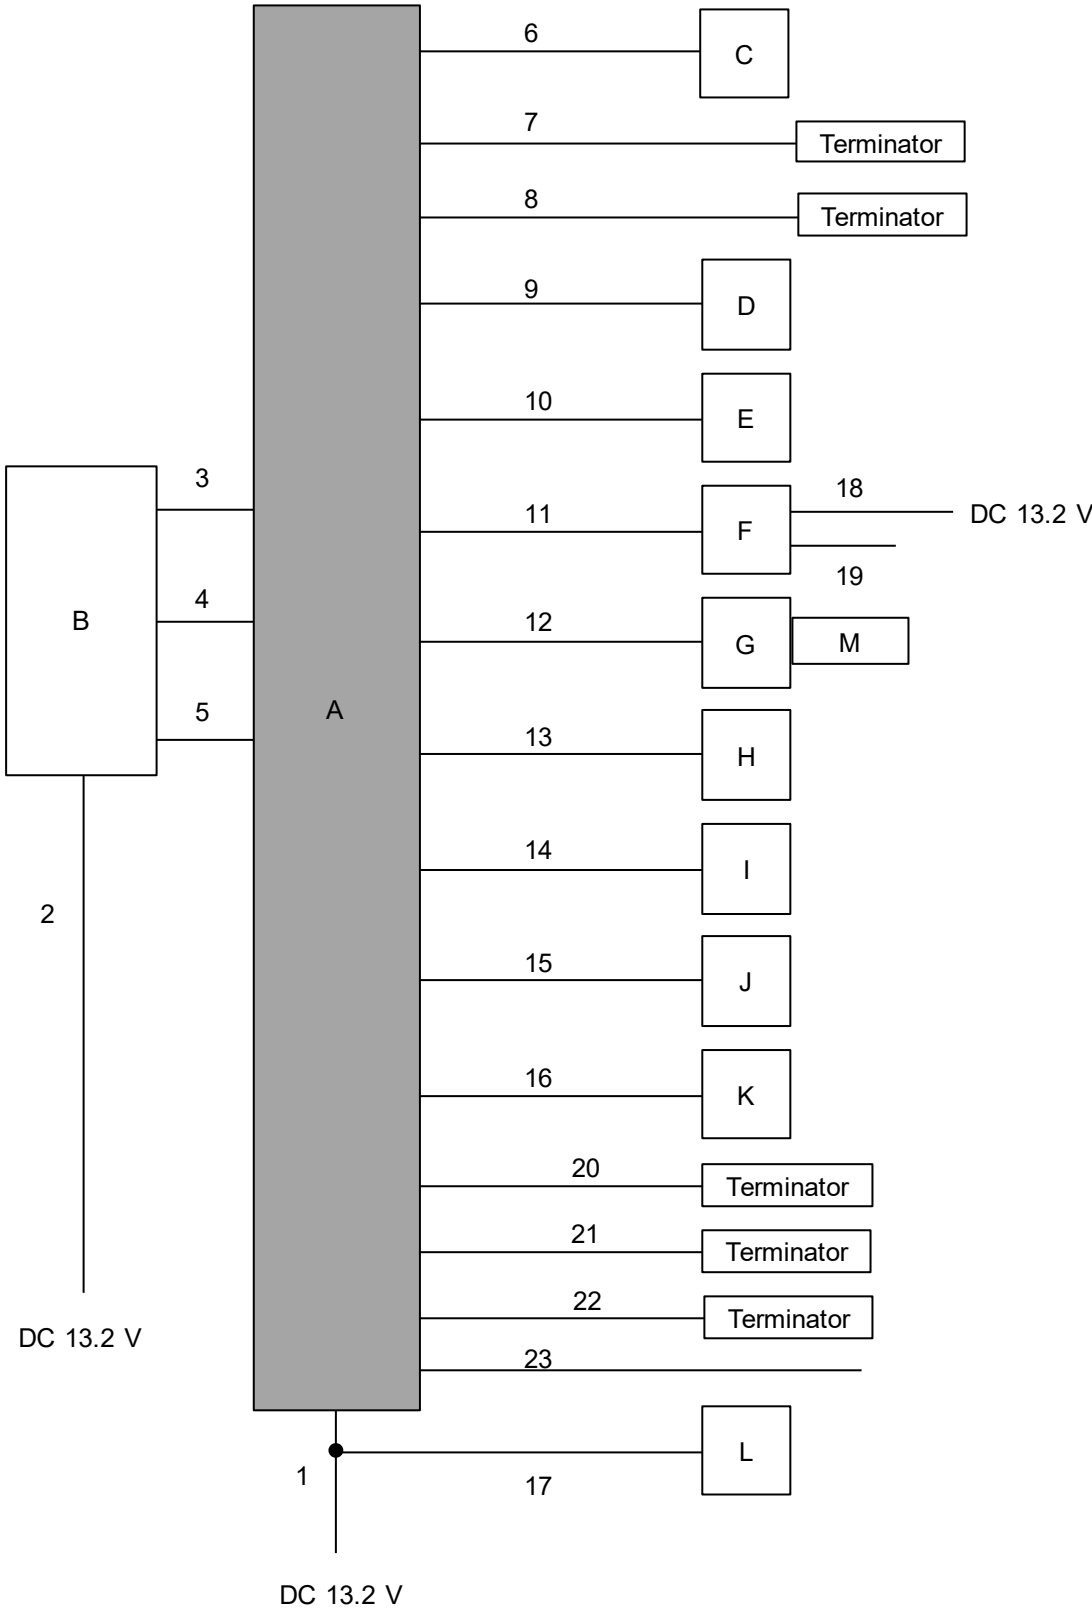 6
C
7
Terminator
8
Terminator
9
D
10
E
3
11
F
18
DC 13.2 V
19
4
B
12
G
M
5
A
13
H
14
I
2
15
J
16
K
20
Terminator
21
Terminator
22
Terminator
DC 13.2 V
23
1
17
L
DC 13.2 V